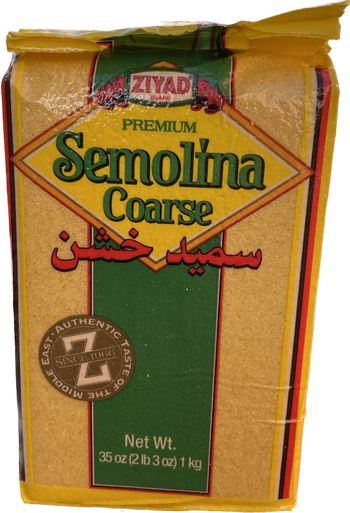 ZIYAD
BRAND
PREMIUM
Semolina
Coarse
سميد خشن
AUTHENTIC TASTE OF THE MIDDLE EAST
SINCE 1966
Z
Net Wt.
35 oz (2 lb 3 oz) 1 kg